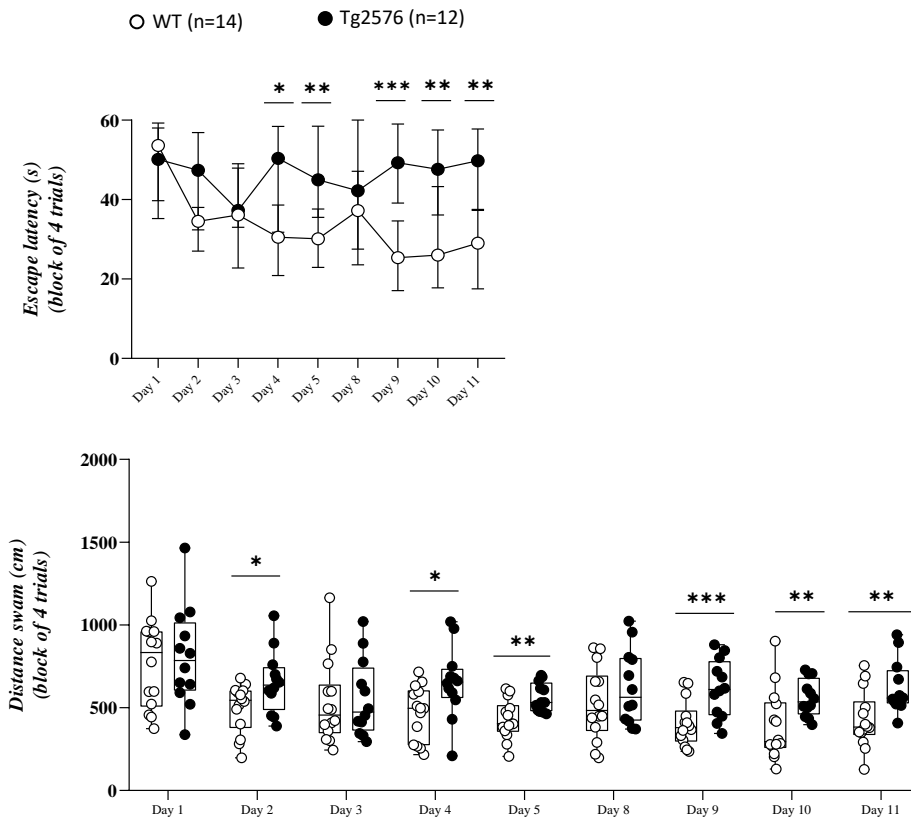 WT (n=14) Tg2576 (n=12)
* ** *** ** **
60
40
20
0
Escape latency (s)
(block of 4 trials)
Day 1 Day 2 Day 3 Day 4 Day 5 Day 8 Day 9 Day 10 Day 11
2000
1500
1000
500
0
Distance swam (cm)
(block of 4 trials)
* * ** *** ** **
Day 1 Day 2 Day 3 Day 4 Day 5 Day 8 Day 9 Day 10 Day 11